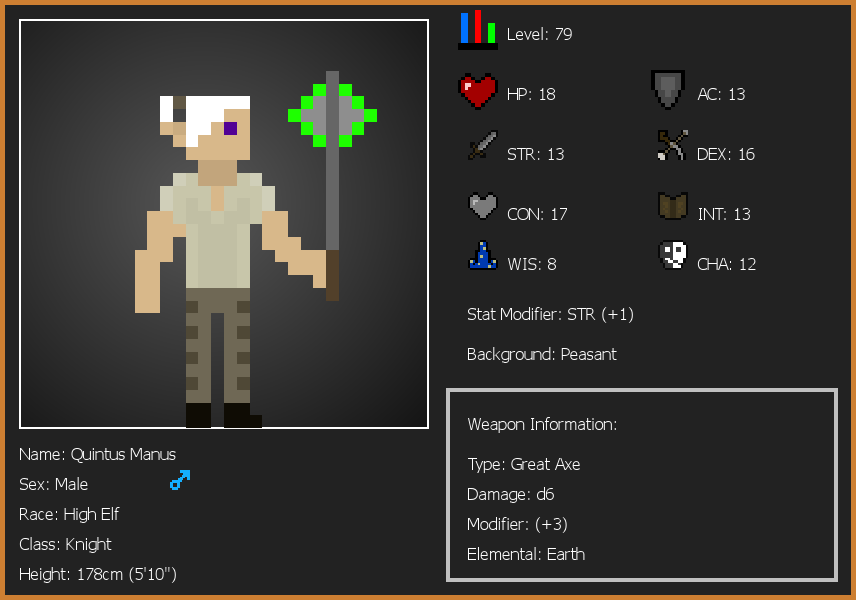 Level: 79
HP: 18
AC: 13
STR: 13
DEX: 16
CON: 17
INT: 13
WIS: 8
CHA: 12
Stat Modifier: STR (+1)
Background: Peasant
Weapon Information:
Type: Great Axe
Damage: d6
Modifier: (+3)
Elemental: Earth
Name: Quintus Manus
Sex: Male
Race: High Elf
Class: Knight
Height: 178cm (5'10")